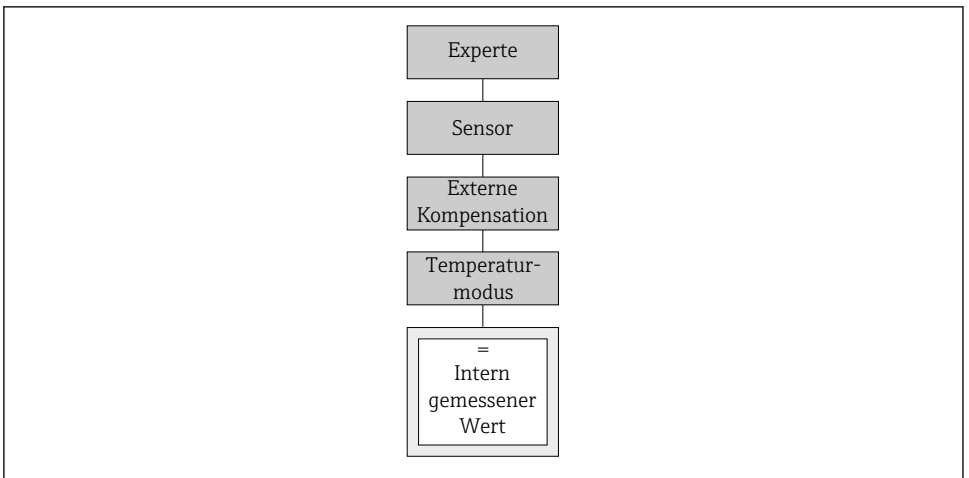 Experte
Sensor
Externe
Kompensation
Temperatur-
modus
=
Intern
gemessener
Wert